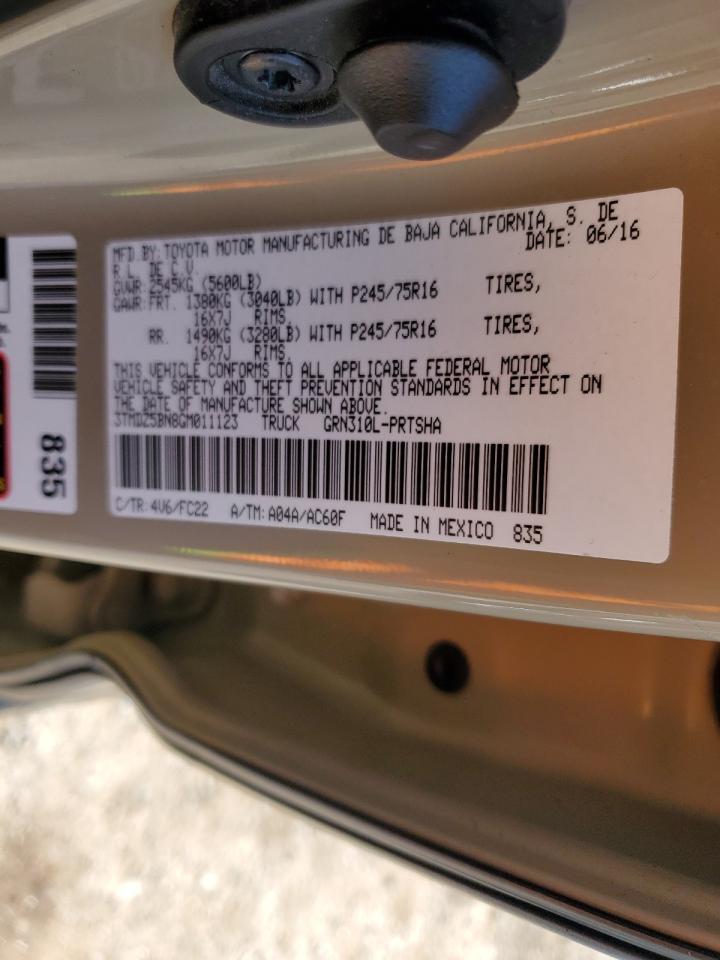 MFD.BY:TOYOTA MOTOR MANUFACTURING DE BAJA CALIFORNIA, S. DE
R.L. DE C.V. DATE: 06/16
GVWR:2545KG (5600LB)
GAWR:FRT. 1380KG (3040LB) WITH P245/75R16 TIRES,
16X7J RIMS.
RR. 1490KG (3280LB) WITH P245/75R16 TIRES,
16X7J RIMS.
THIS VEHICLE CONFORMS TO ALL APPLICABLE FEDERAL MOTOR
VEHICLE SAFETY AND THEFT PREVENTION STANDARDS IN EFFECT ON
THE DATE OF MANUFACTURE SHOWN ABOVE.
3TMDZ5BN8GM011123 TRUCK GRN310L-PRTSHA
C/TR:4V6/FC22 A/TM:A04A/AC60F MADE IN MEXICO 835
835